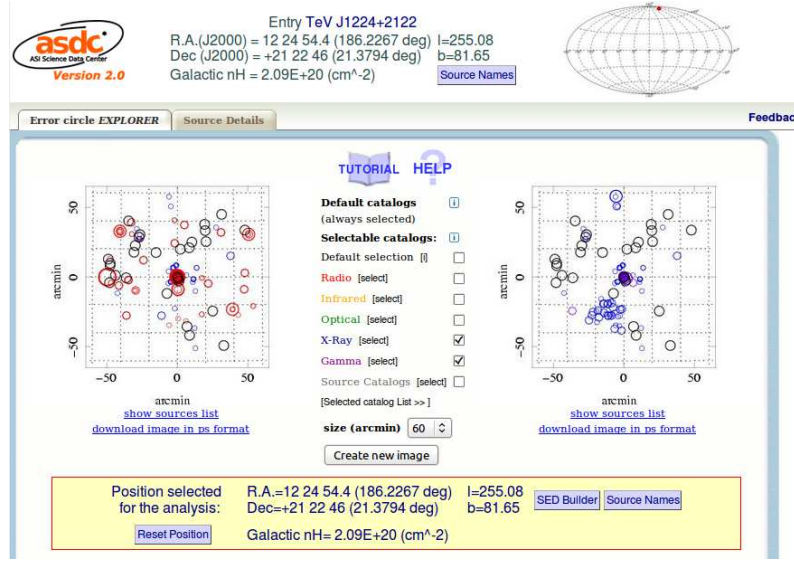 asdc
ASI Science Data Center
Version 2.0
Entry TeV J1224+2122
R.A.(J2000) = 12 24 54.4 (186.2267 deg) l=255.08
Dec (J2000) = +21 22 46 (21.3794 deg) b=81.65
Galactic nH = 2.09E+20 (cm^-2)
Source Names
Error circle EXPLORER
Source Details
Feedbac
TUTORIAL HELP
?
50
0
-50
arcmin
-50 0 50
arcmin
show sources list
download image in ps format
Default catalogs [i]
(always selected)
Selectable catalogs: [i]
Default selection [i]
Radio [select]
Infrared [select]
Optical [select]
X-Ray [select]
Gamma [select]
Source Catalogs [select]
[Selected catalog List >> ]
size (arcmin) 60
Create new image
50
0
-50
arcmin
-50 0 50
arcmin
show sources list
download image in ps format
Position selected
for the analysis:
R.A.=12 24 54.4 (186.2267 deg) l=255.08
Dec=+21 22 46 (21.3794 deg) b=81.65
SED Builder
Source Names
Reset Position
Galactic nH= 2.09E+20 (cm^-2)